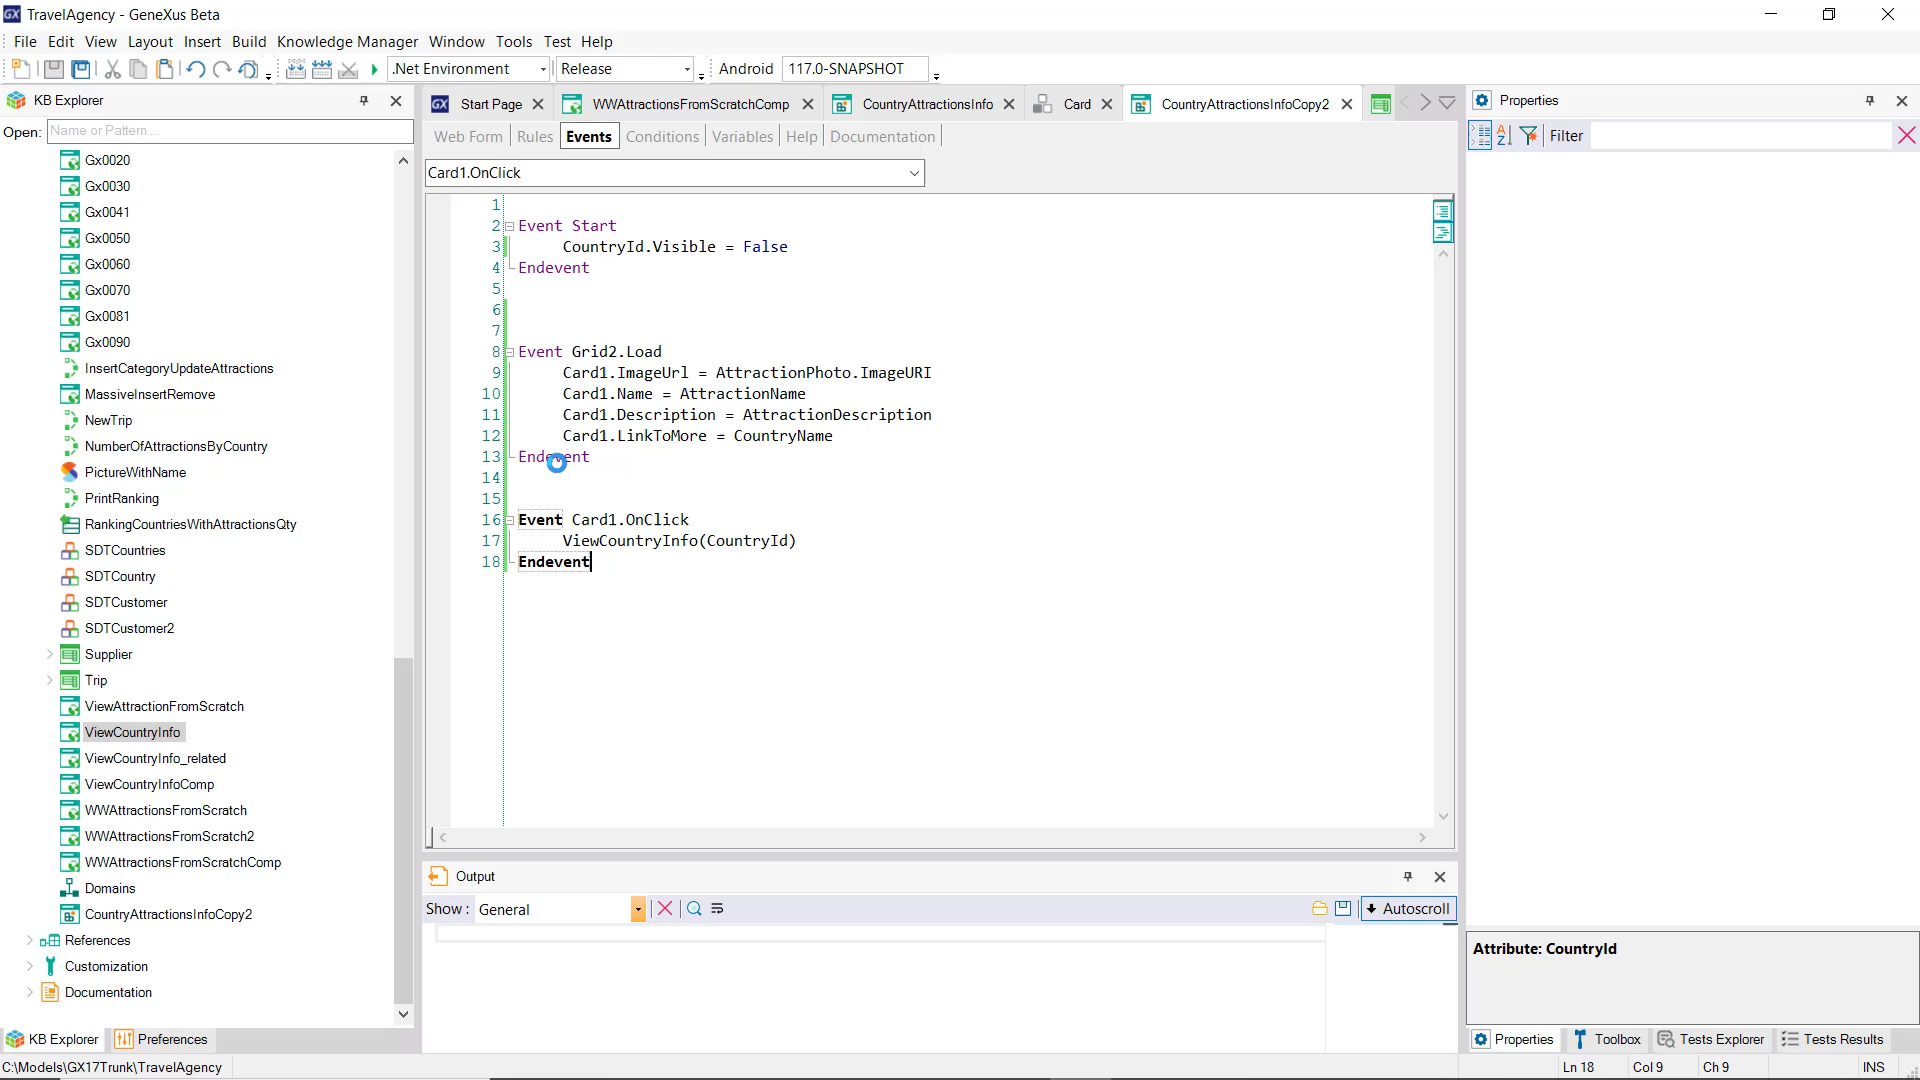 GX TravelAgency - GeneXus Beta
File Edit View Layout Insert Build Knowledge Manager Window Tools Test Help
.Net Environment Release Android 117.0-SNAPSHOT
KB Explorer
Open: Name or Pattern ...
Gx0020
Gx0030
Gx0041
Gx0050
Gx0060
Gx0070
Gx0081
Gx0090
InsertCategoryUpdateAttractions
MassiveInsertRemove
NewTrip
NumberOfAttractionsByCountry
PictureWithName
PrintRanking
RankingCountriesWithAttractionsQty
SDTCountries
SDTCountry
SDTCustomer
SDTCustomer2
Supplier
Trip
ViewAttractionFromScratch
ViewCountryInfo
ViewCountryInfo_related
ViewCountryInfoComp
WWAttractionsFromScratch
WWAttractionsFromScratch2
WWAttractionsFromScratchComp
Domains
CountryAttractionsInfoCopy2
References
Customization
Documentation
KB Explorer Preferences
GX Start Page WWAttractionsFromScratchComp CountryAttractionsInfo Card CountryAttractionsInfoCopy2
Web Form Rules Events Conditions Variables Help Documentation
Card1.OnClick
1
2 Event Start
3 CountryId.Visible = False
4 Endevent
5
6
7
8 Event Grid2.Load
9 Card1.ImageUrl = AttractionPhoto.ImageURI
10 Card1.Name = AttractionName
11 Card1.Description = AttractionDescription
12 Card1.LinkToMore = CountryName
13 Endevent
14
15
16 Event Card1.OnClick
17 ViewCountryInfo(CountryId)
18 Endevent
Output
Show : General Autoscroll
Properties
Filter
Attribute: CountryId
Properties Toolbox Tests Explorer Tests Results
C:\Models\GX17Trunk\TravelAgency Ln 18 Col 9 Ch 9 INS